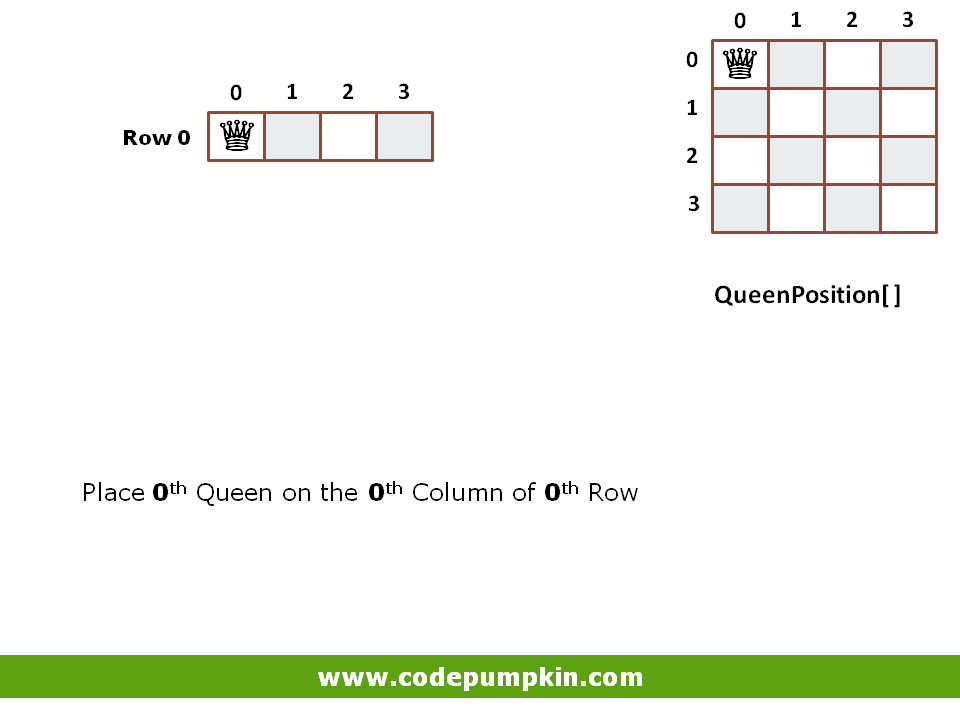 0 1 2 3
0
1
2
3
0 1 2 3
Row 0
QueenPosition[ ]
Place 0th Queen on the 0th Column of 0th Row
www.codepumpkin.com